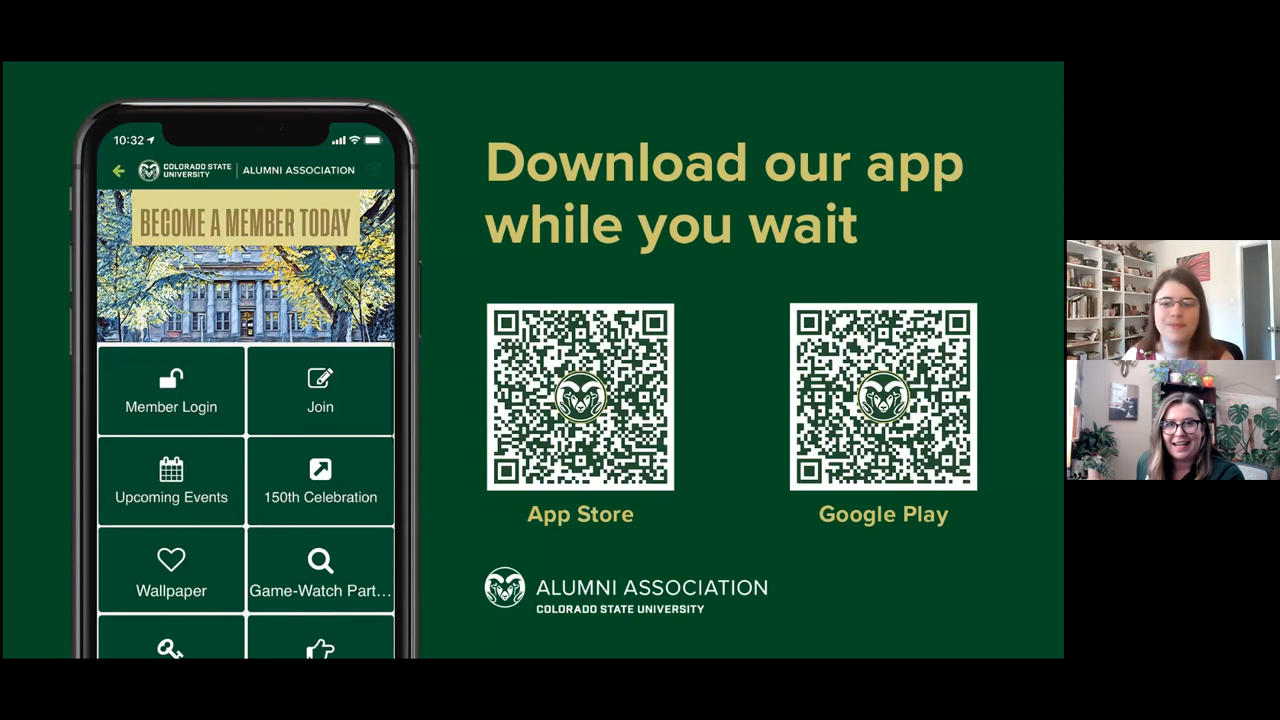 10:32
COLORADO STATE
UNIVERSITY
ALUMNI ASSOCIATION
BECOME A MEMBER TODAY
Member Login
Join
Upcoming Events
150th Celebration
Wallpaper
Game-Watch Part...
Download our app
while you wait
App Store
Google Play
ALUMNI ASSOCIATION
COLORADO STATE UNIVERSITY